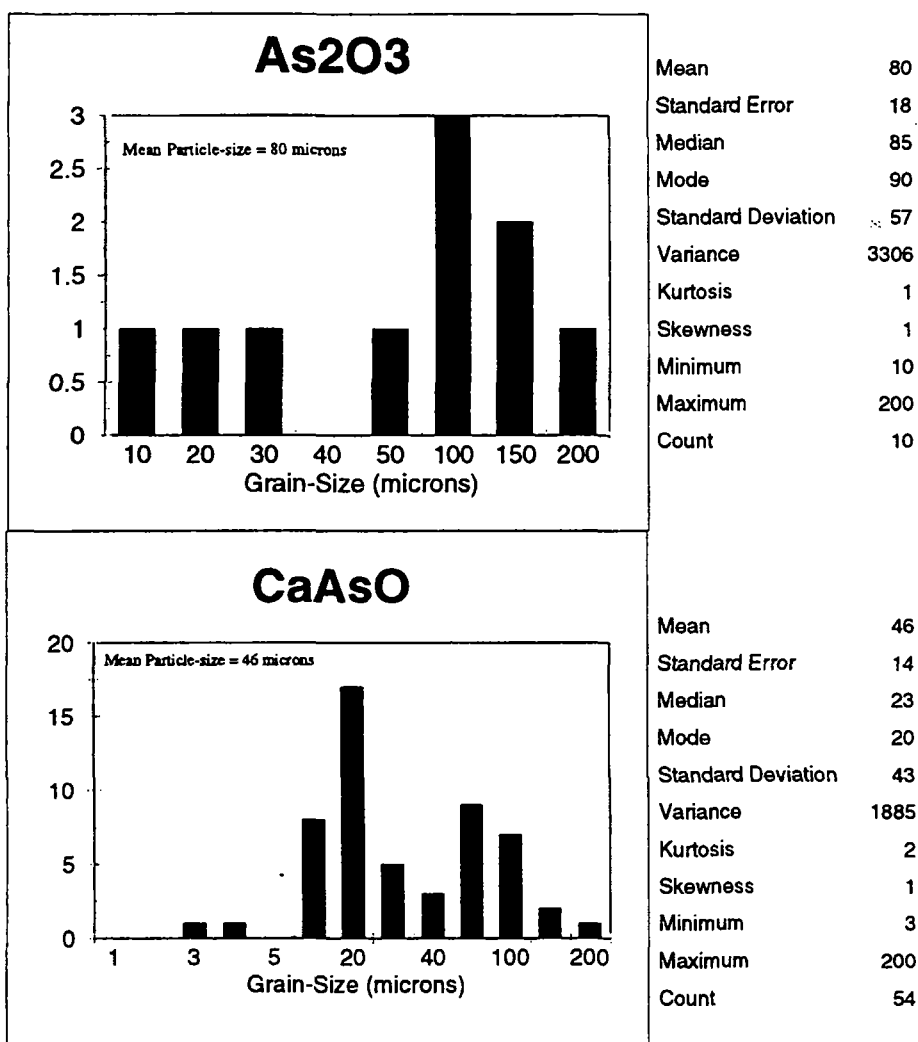 As2O3
Mean Particle-size = 80 microns
3
2.5
2
1.5
1
0.5
0
10 20 30 40 50 100 150 200
Grain-Size (microns)
Mean 80
Standard Error 18
Median 85
Mode 90
Standard Deviation 57
Variance 3306
Kurtosis 1
Skewness 1
Minimum 10
Maximum 200
Count 10
CaAsO
Mean Particle-size = 46 microns
20
15
10
5
0
1 3 5 20 40 100 200
Grain-Size (microns)
Mean 46
Standard Error 14
Median 23
Mode 20
Standard Deviation 43
Variance 1885
Kurtosis 2
Skewness 1
Minimum 3
Maximum 200
Count 54